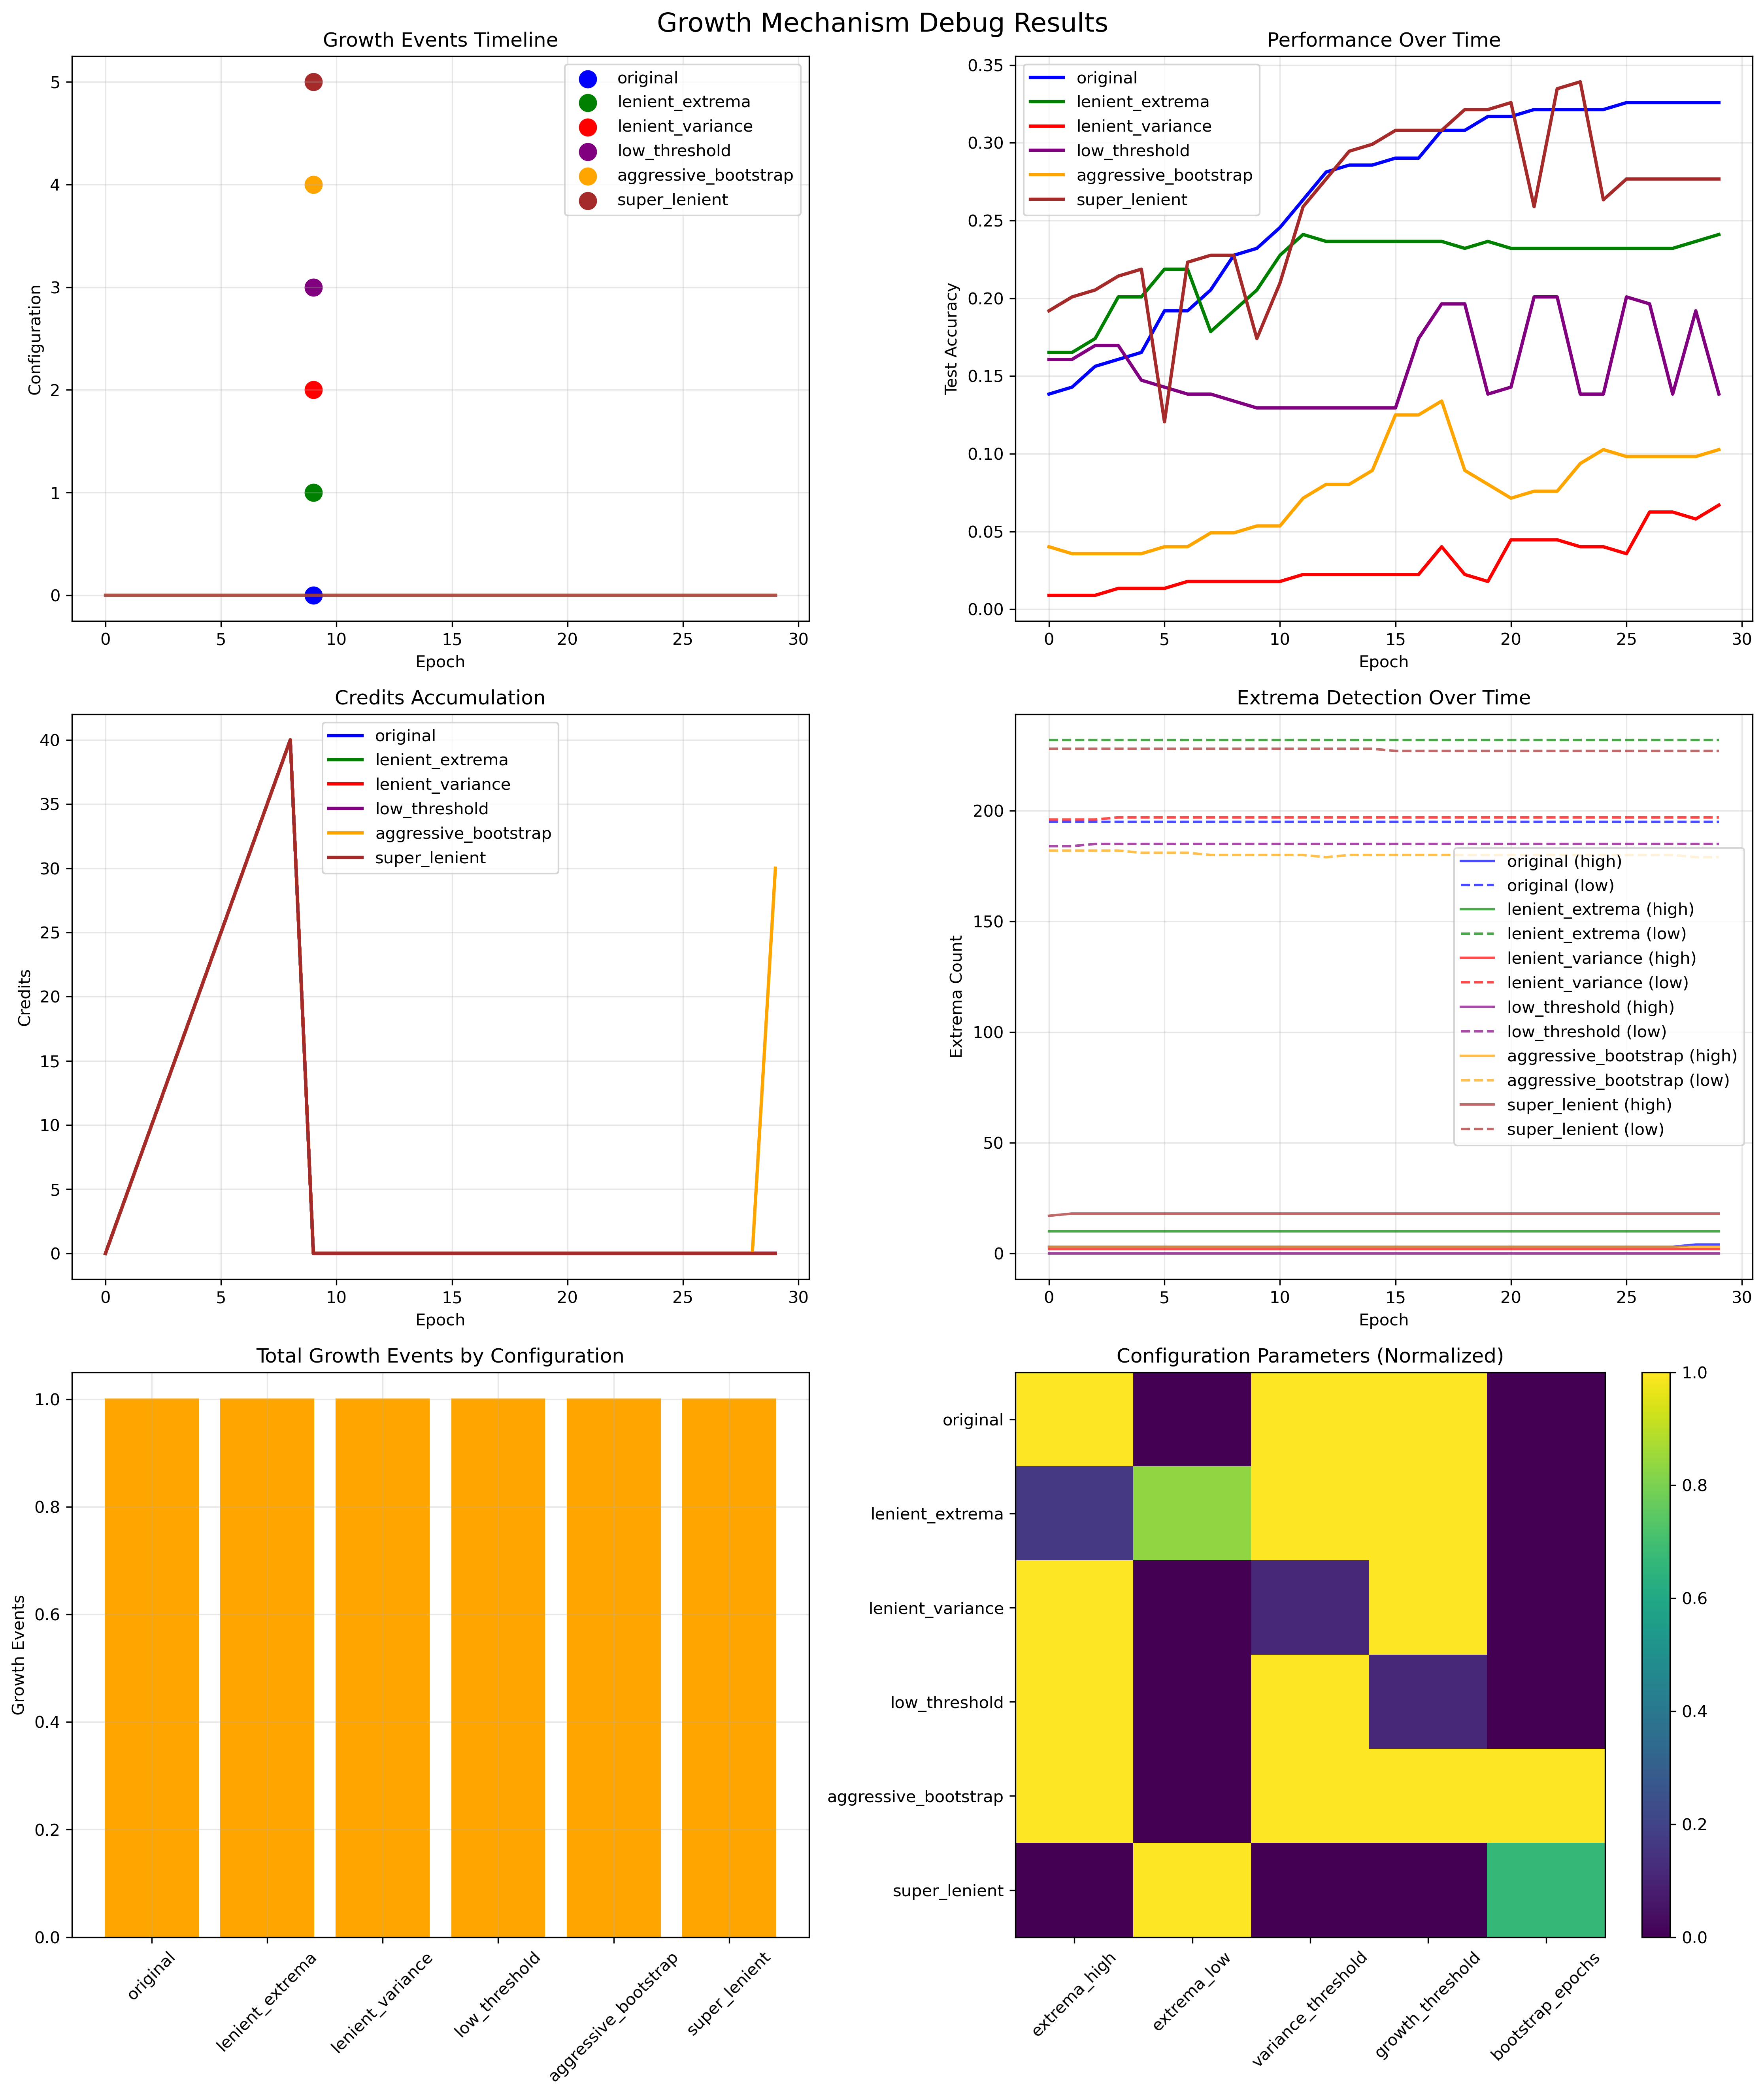 Growth Mechanism Debug Results
Growth Events Timeline
5
4
3
2
1
0
Configuration
original
lenient_extrema
lenient_variance
low_threshold
aggressive_bootstrap
super_lenient
0 5 10 15 20 25 30
Epoch
Performance Over Time
0.35
0.30
0.25
0.20
0.15
0.10
0.05
0.00
Test Accuracy
original
lenient_extrema
lenient_variance
low_threshold
aggressive_bootstrap
super_lenient
0 5 10 15 20 25 30
Epoch
Credits Accumulation
40
35
30
25
20
15
10
5
0
Credits
original
lenient_extrema
lenient_variance
low_threshold
aggressive_bootstrap
super_lenient
0 5 10 15 20 25 30
Epoch
Extrema Detection Over Time
200
150
100
50
0
Extrema Count
original (high)
original (low)
lenient_extrema (high)
lenient_extrema (low)
lenient_variance (high)
lenient_variance (low)
low_threshold (high)
low_threshold (low)
aggressive_bootstrap (high)
aggressive_bootstrap (low)
super_lenient (high)
super_lenient (low)
0 5 10 15 20 25 30
Epoch
Total Growth Events by Configuration
1.0
0.8
0.6
0.4
0.2
0.0
Growth Events
original
lenient_extrema
lenient_variance
low_threshold
aggressive_bootstrap
super_lenient
Configuration Parameters (Normalized)
original
lenient_extrema
lenient_variance
low_threshold
aggressive_bootstrap
super_lenient
extrema_high
extrema_low
variance_threshold
growth_threshold
bootstrap_epochs
1.0
0.8
0.6
0.4
0.2
0.0